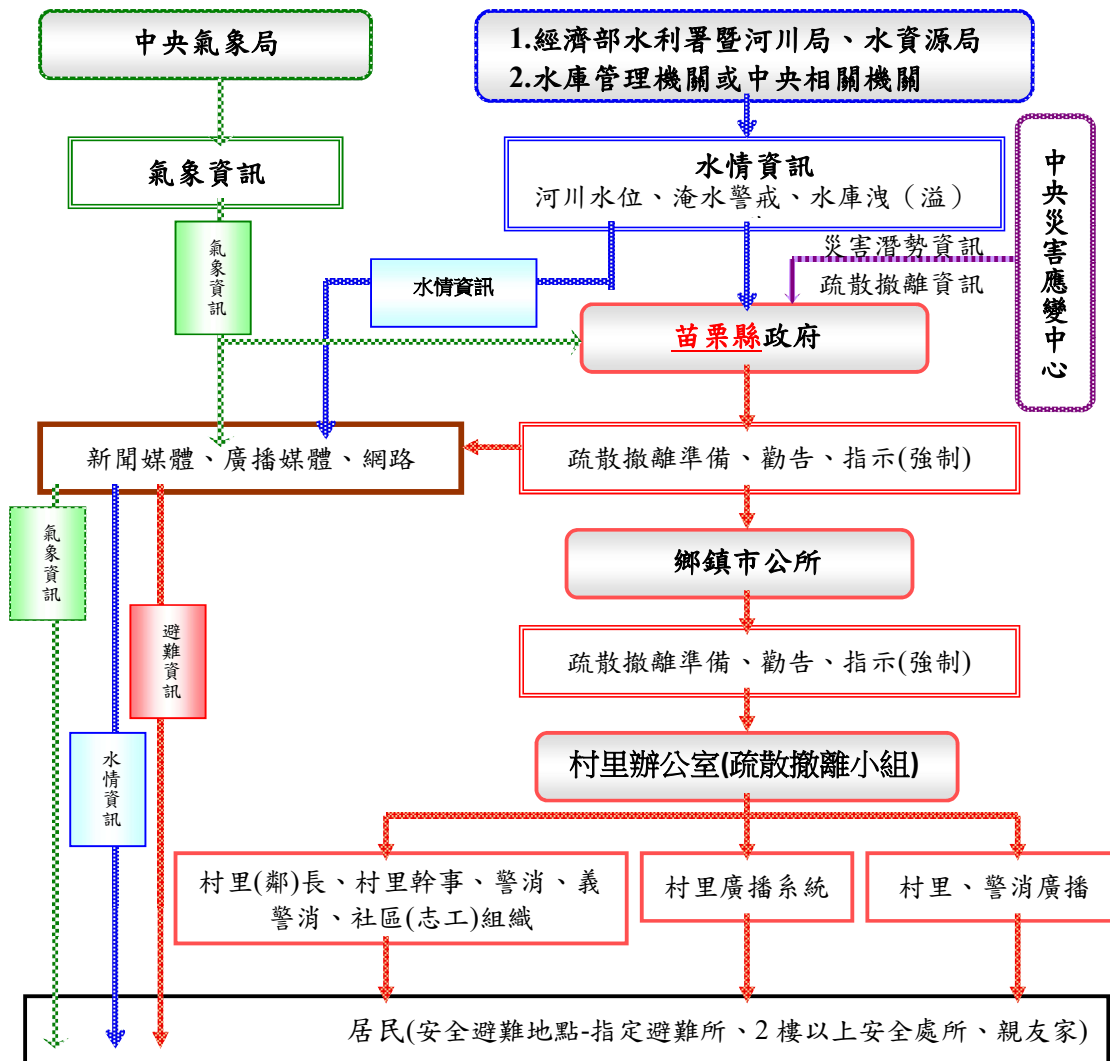 中央氣象局
1.經濟部水利署暨河川局、水資源局
2.水庫管理機關或中央相關機關
氣象資訊
水情資訊
河川水位、淹水警戒、水庫洩（溢）
中央災害應變中心
氣象資訊
水情資訊
災害潛勢資訊
疏散撤離資訊
苗栗縣政府
新聞媒體、廣播媒體、網路
疏散撤離準備、勸告、指示(強制)
氣象資訊
鄉鎮市公所
避難資訊
疏散撤離準備、勸告、指示(強制)
水情資訊
村里辦公室(疏散撤離小組)
村里(鄰)長、村里幹事、警消、義
警消、社區(志工)組織
村里廣播系統
村里、警消廣播
居民(安全避難地點-指定避難所、2 樓以上安全處所、親友家)